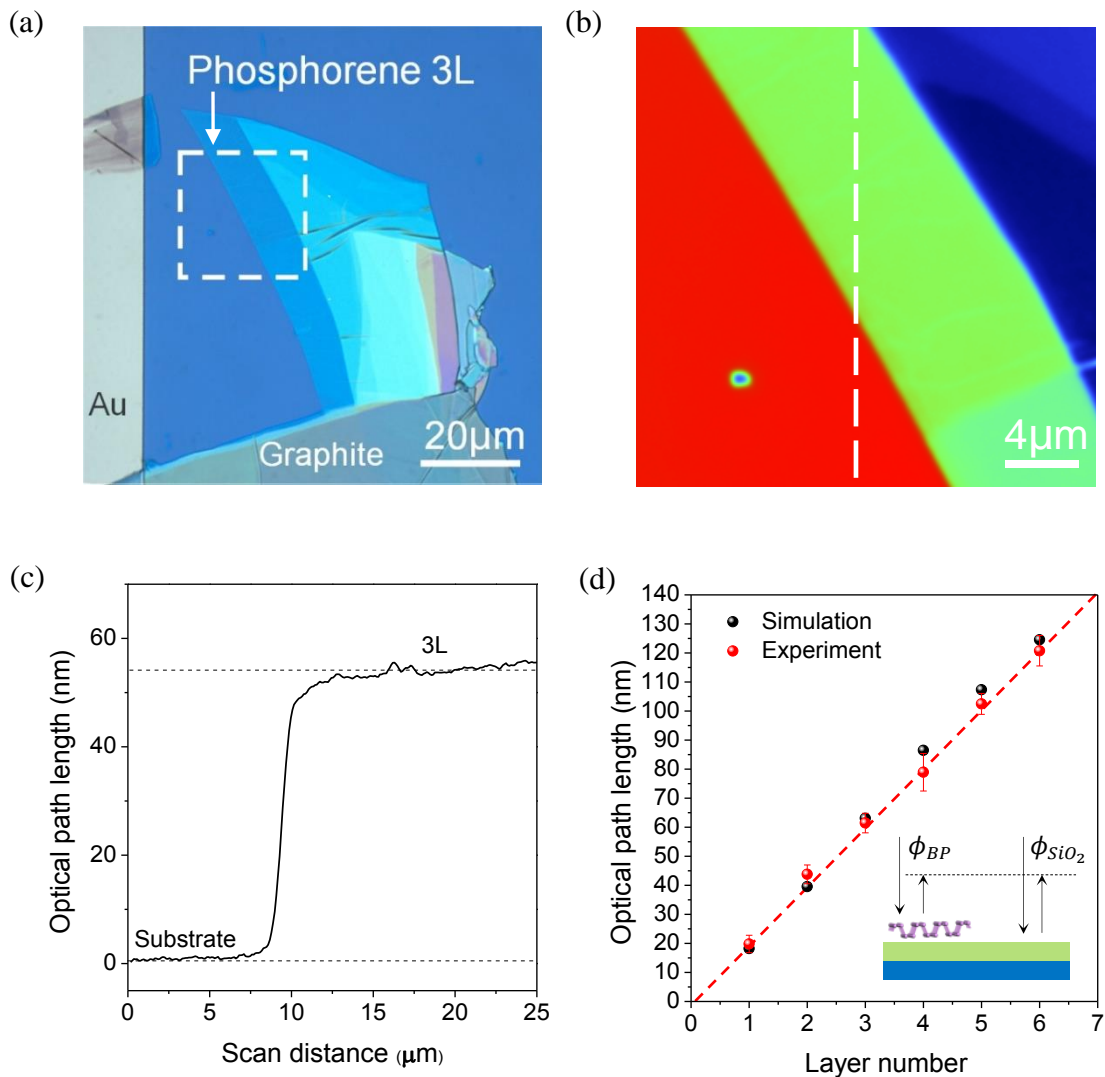 (a)
Phosphorene 3L
Au
Graphite
20μm
(b)
4μm
(c)
Optical path length (nm)
60
40
20
0
3L
Substrate
0 5 10 15 20 25
Scan distance (μm)
(d)
Optical path length (nm)
140
130
120
110
100
90
80
70
60
50
40
30
20
10
0
Simulation
Experiment
ϕBP ϕSiO2
0 1 2 3 4 5 6 7
Layer number